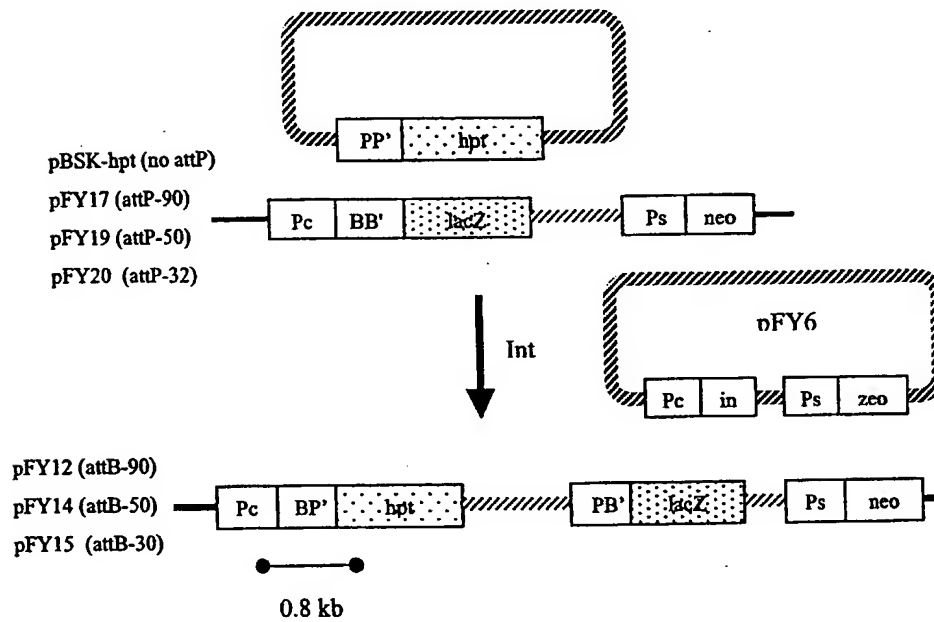 PP' hpt
pBSK-hpt (no attP)
pFY17 (attP-90)
pFY19 (attP-50)
pFY20 (attP-32)
Pc BB' lacZ Ps neo
Int
pFY6
Pc in Ps zeo
pFY12 (attB-90)
pFY14 (attB-50)
pFY15 (attB-30)
Pc BP' hpt PB' lacZ Ps neo
0.8 kb